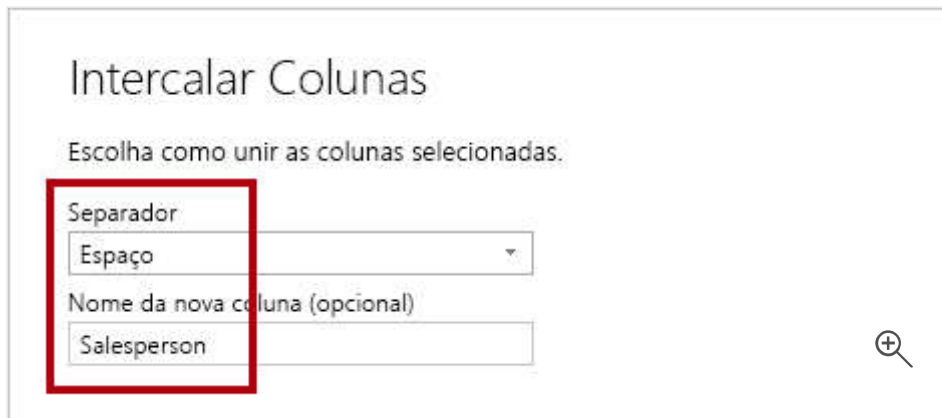 Intercalar Colunas
Escolha como unir as colunas selecionadas.
Separador
Espaço
Nome da nova coluna (opcional)
Salesperson